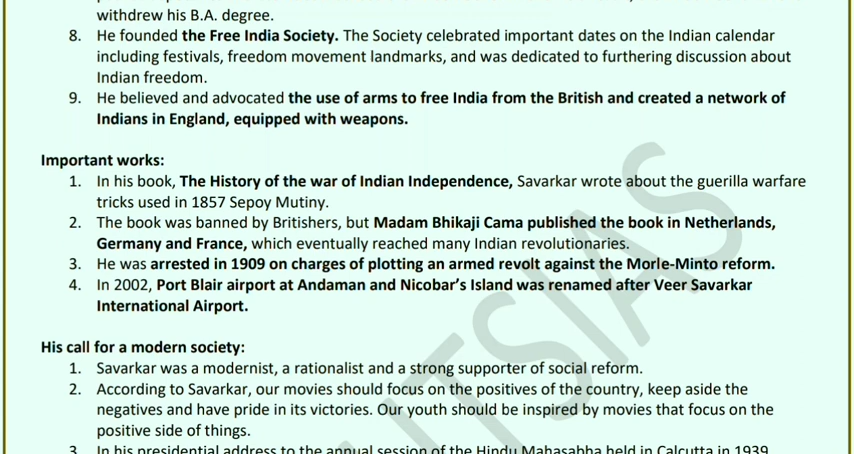 withdrew his B.A. degree.
8. He founded the Free India Society. The Society celebrated important dates on the Indian calendar
including festivals, freedom movement landmarks, and was dedicated to furthering discussion about
Indian freedom.
9. He believed and advocated the use of arms to free India from the British and created a network of
Indians in England, equipped with weapons.
Important works:
1. In his book, The History of the war of Indian Independence, Savarkar wrote about the guerilla warfare
tricks used in 1857 Sepoy Mutiny.
2. The book was banned by Britishers, but Madam Bhikaji Cama published the book in Netherlands,
Germany and France, which eventually reached many Indian revolutionaries.
3. He was arrested in 1909 on charges of plotting an armed revolt against the Morle-Minto reform.
4. In 2002, Port Blair airport at Andaman and Nicobar's Island was renamed after Veer Savarkar
International Airport.
His call for a modern society:
1. Savarkar was a modernist, a rationalist and a strong supporter of social reform.
2. According to Savarkar, our movies should focus on the positives of the country, keep aside the
negatives and have pride in its victories. Our youth should be inspired by movies that focus on the
positive side of things.
3. In his presidential address to the annual session of the Hindu Mahasabha held in Calcutta in 1939